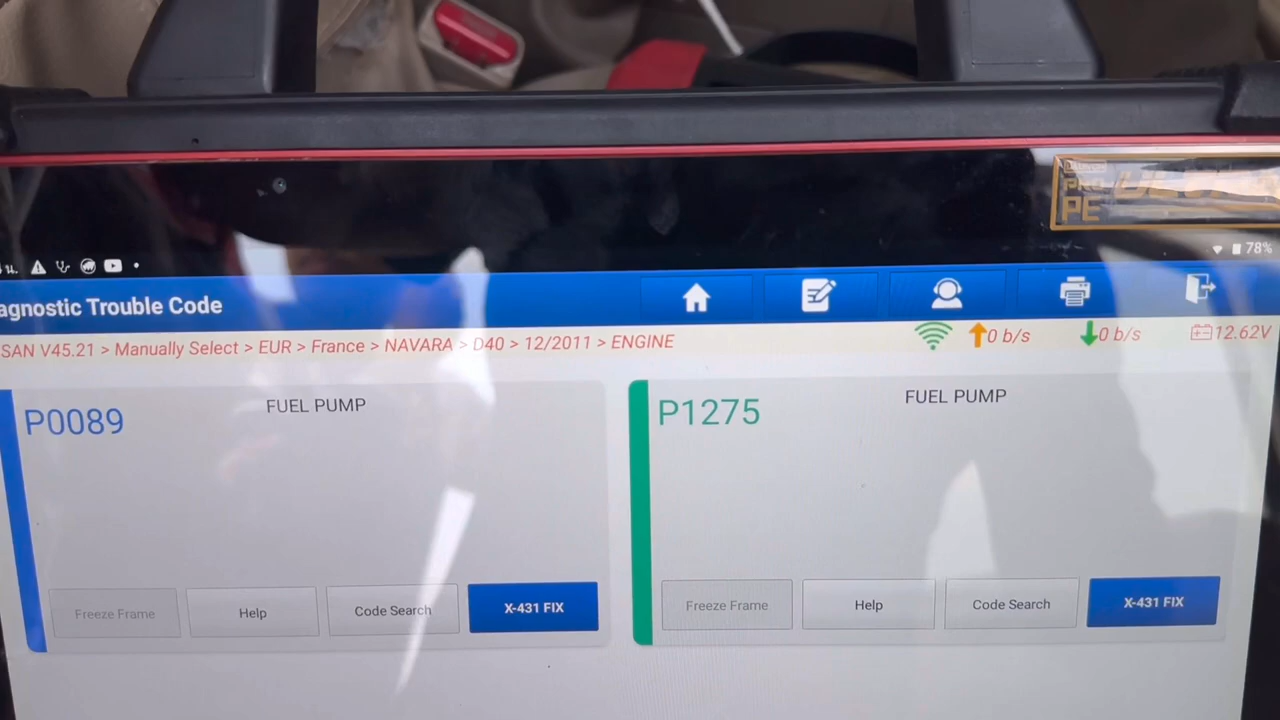 PRO
PE
78%
agnostic Trouble Code
SAN V45.21 > Manually Select > EUR > France > NAVARA > D40 > 12/2011 > ENGINE
0 b/s
0 b/s
12.62V
P0089
FUEL PUMP
P1275
FUEL PUMP
Freeze Frame
Help
Code Search
X-431 FIX
Freeze Frame
Help
Code Search
X-431 FIX